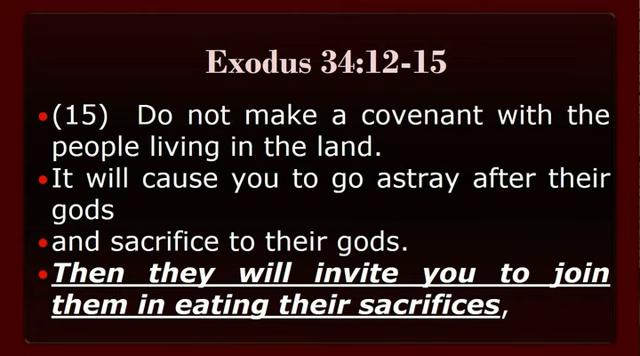 Exodus 34:12-15
•(15) Do not make a covenant with the
people living in the land.
•It will cause you to go astray after their
gods
•and sacrifice to their gods.
•Then they will invite you to join
them in eating their sacrifices,